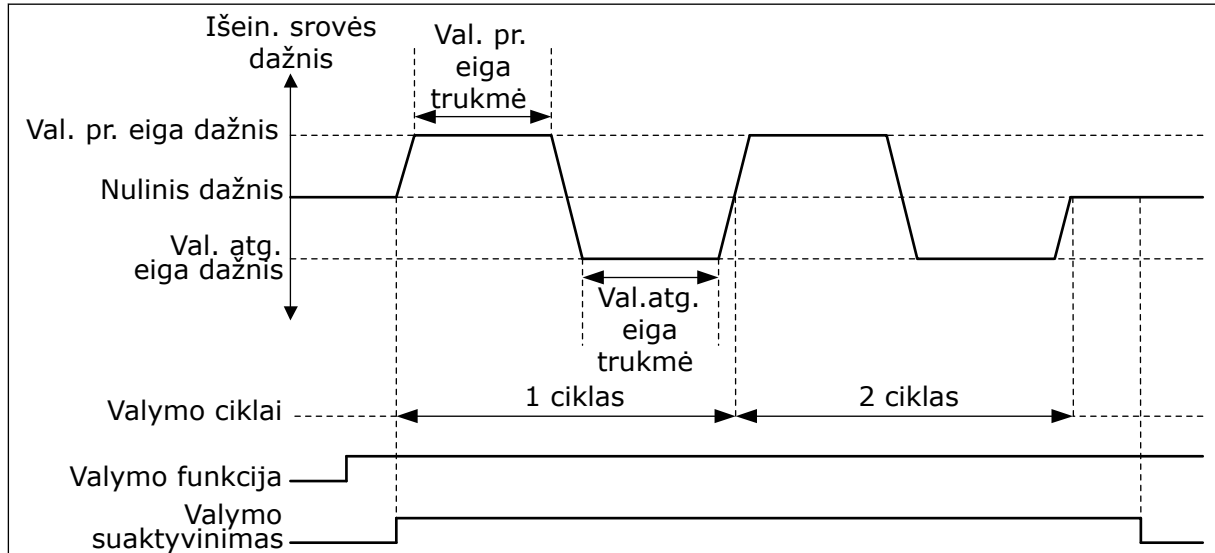 Išein. srovės
dažnis
Val. pr.
eiga
trukmė
Val. pr. eiga dažnis
Nulinis dažnis
Val. atg.
eiga dažnis
Val.atg.
eiga
trukmė
1 ciklas
2 ciklas
Valymo ciklai
Valymo funkcija
Valymo
suaktyvinimas